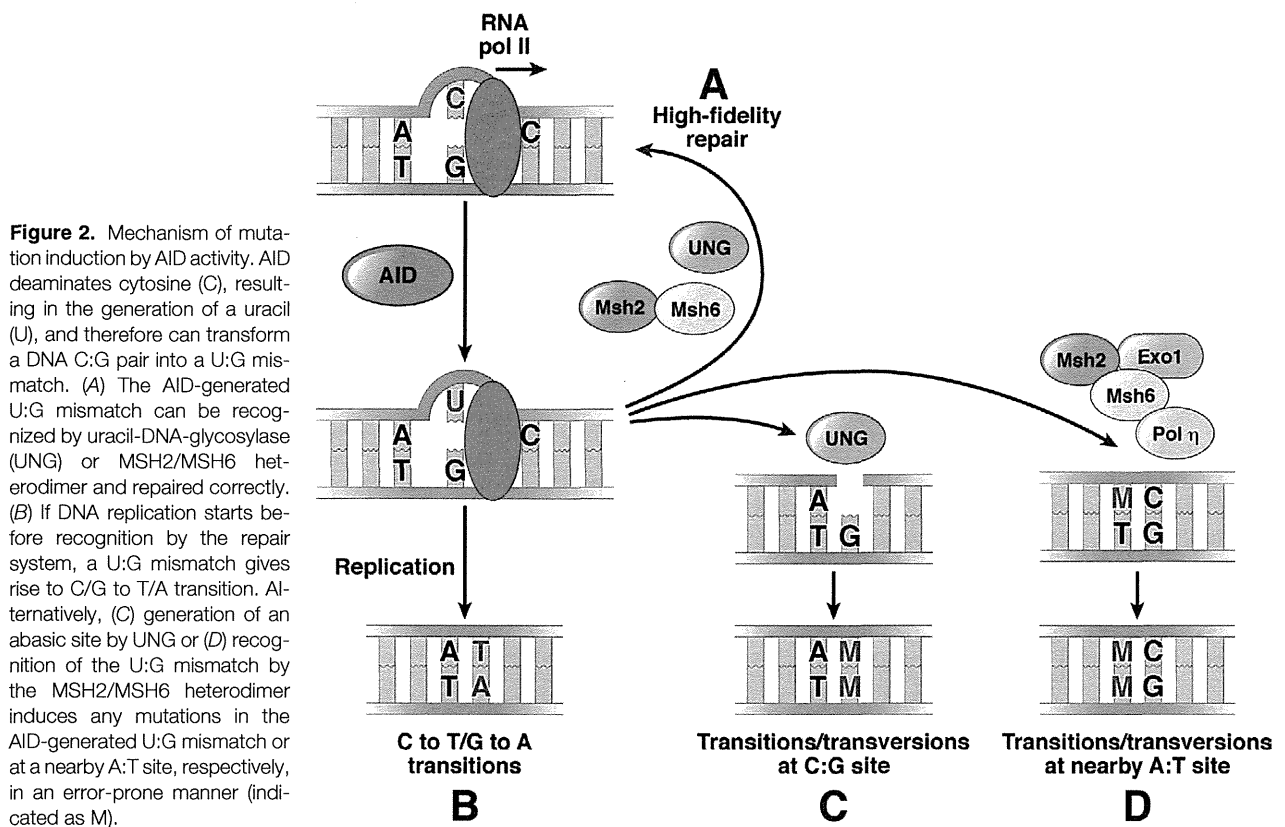 Figure 2. Mechanism of muta-
tion induction by AID activity. AID
deaminates cytosine (C), result-
ing in the generation of a uracil
(U), and therefore can transform
a DNA C:G pair into a U:G mis-
match. (A) The AID-generated
U:G mismatch can be recog-
nized by uracil-DNA-glycosylase
(UNG) or MSH2/MSH6 het-
erodimer and repaired correctly.
(B) If DNA replication starts be-
fore recognition by the repair
system, a U:G mismatch gives
rise to C/G to T/A transition. Al-
ternatively, (C) generation of an
abasic site by UNG or (D) recog-
nition of the U:G mismatch by
the MSH2/MSH6 heterodimer
induces any mutations in the
AID-generated U:G mismatch or
at a nearby A:T site, respectively,
in an error-prone manner (indi-
cated as M).
RNA
pol II
C
A C
T G
A
High-fidelity
repair
AID
UNG
Msh2 Msh6
U
A C
T G
Replication
A T
T A
C to T/G to A
transitions
B
UNG
A
T G
A M
T M
Transitions/transversions
at C:G site
C
Msh2 Exo1
Msh6
Pol η
M C
T G
M C
M G
Transitions/transversions
at nearby A:T site
D